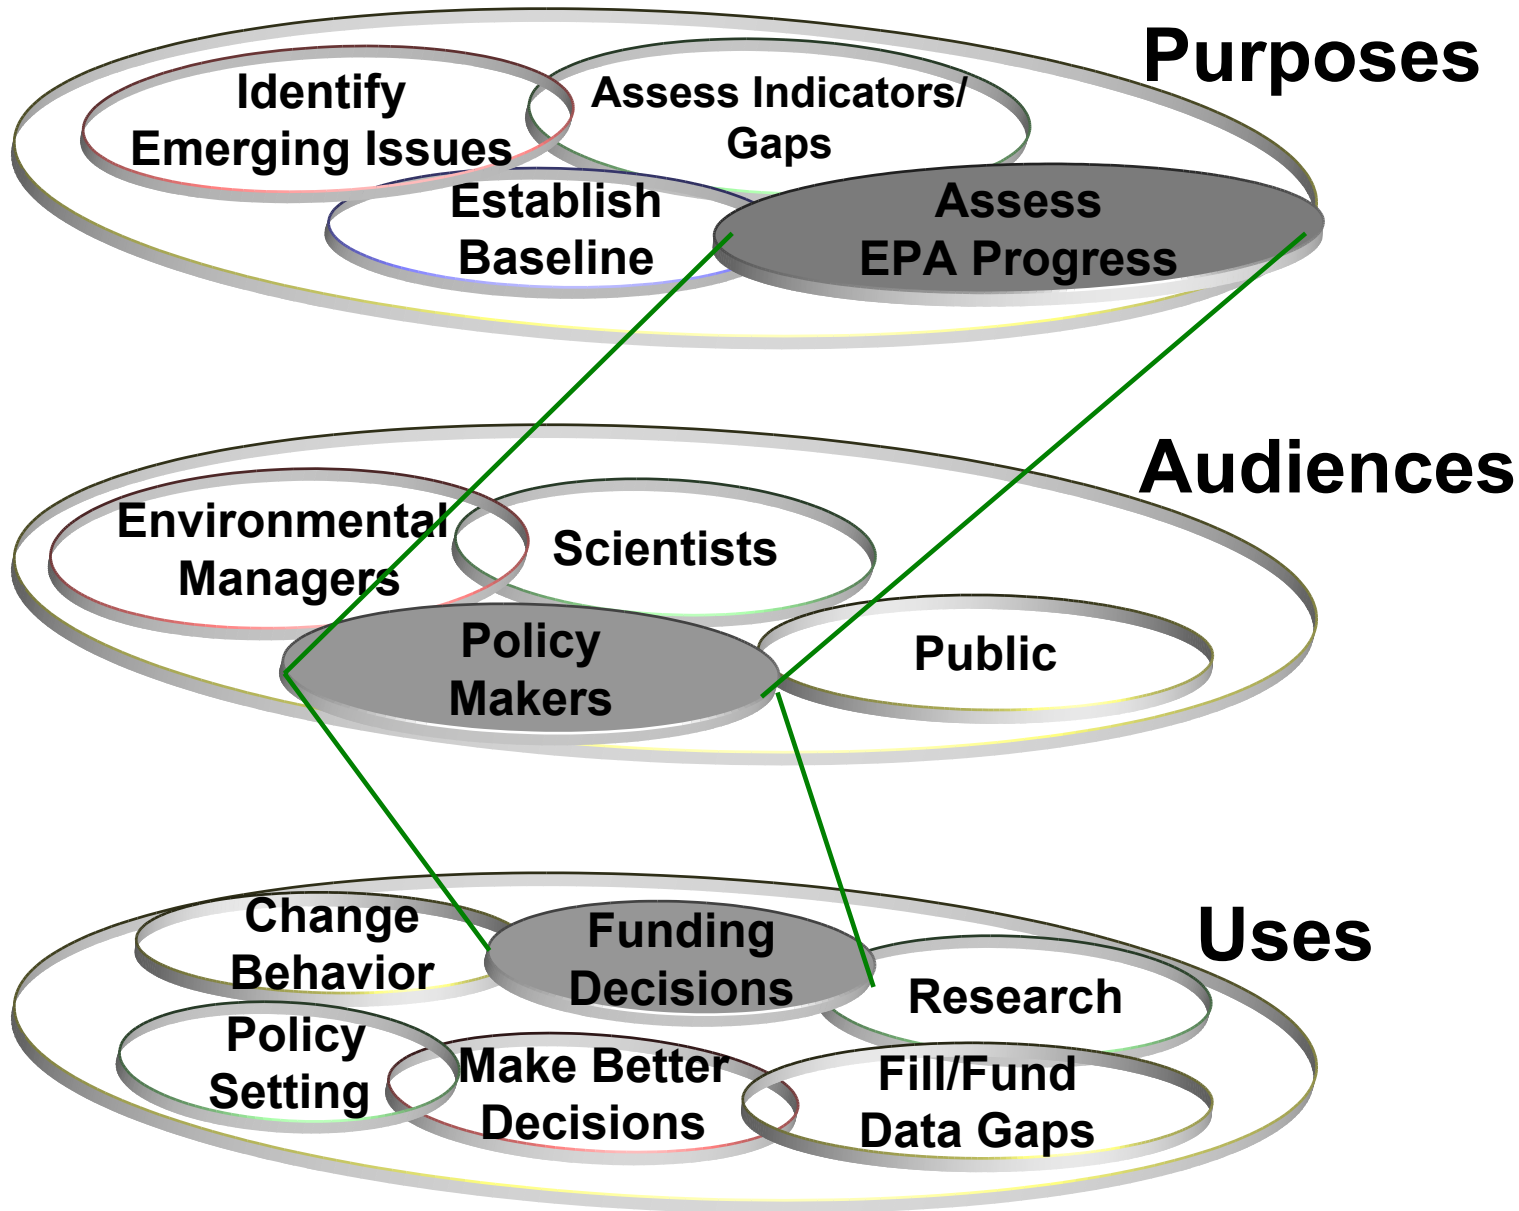 Purposes
Identify
Emerging Issues
Assess Indicators/
Gaps
Establish
Baseline
Assess
EPA Progress
Audiences
Environmental
Managers
Scientists
Policy
Makers
Public
Uses
Change
Behavior
Funding
Decisions
Research
Policy
Setting
Make Better
Decisions
Fill/Fund
Data Gaps